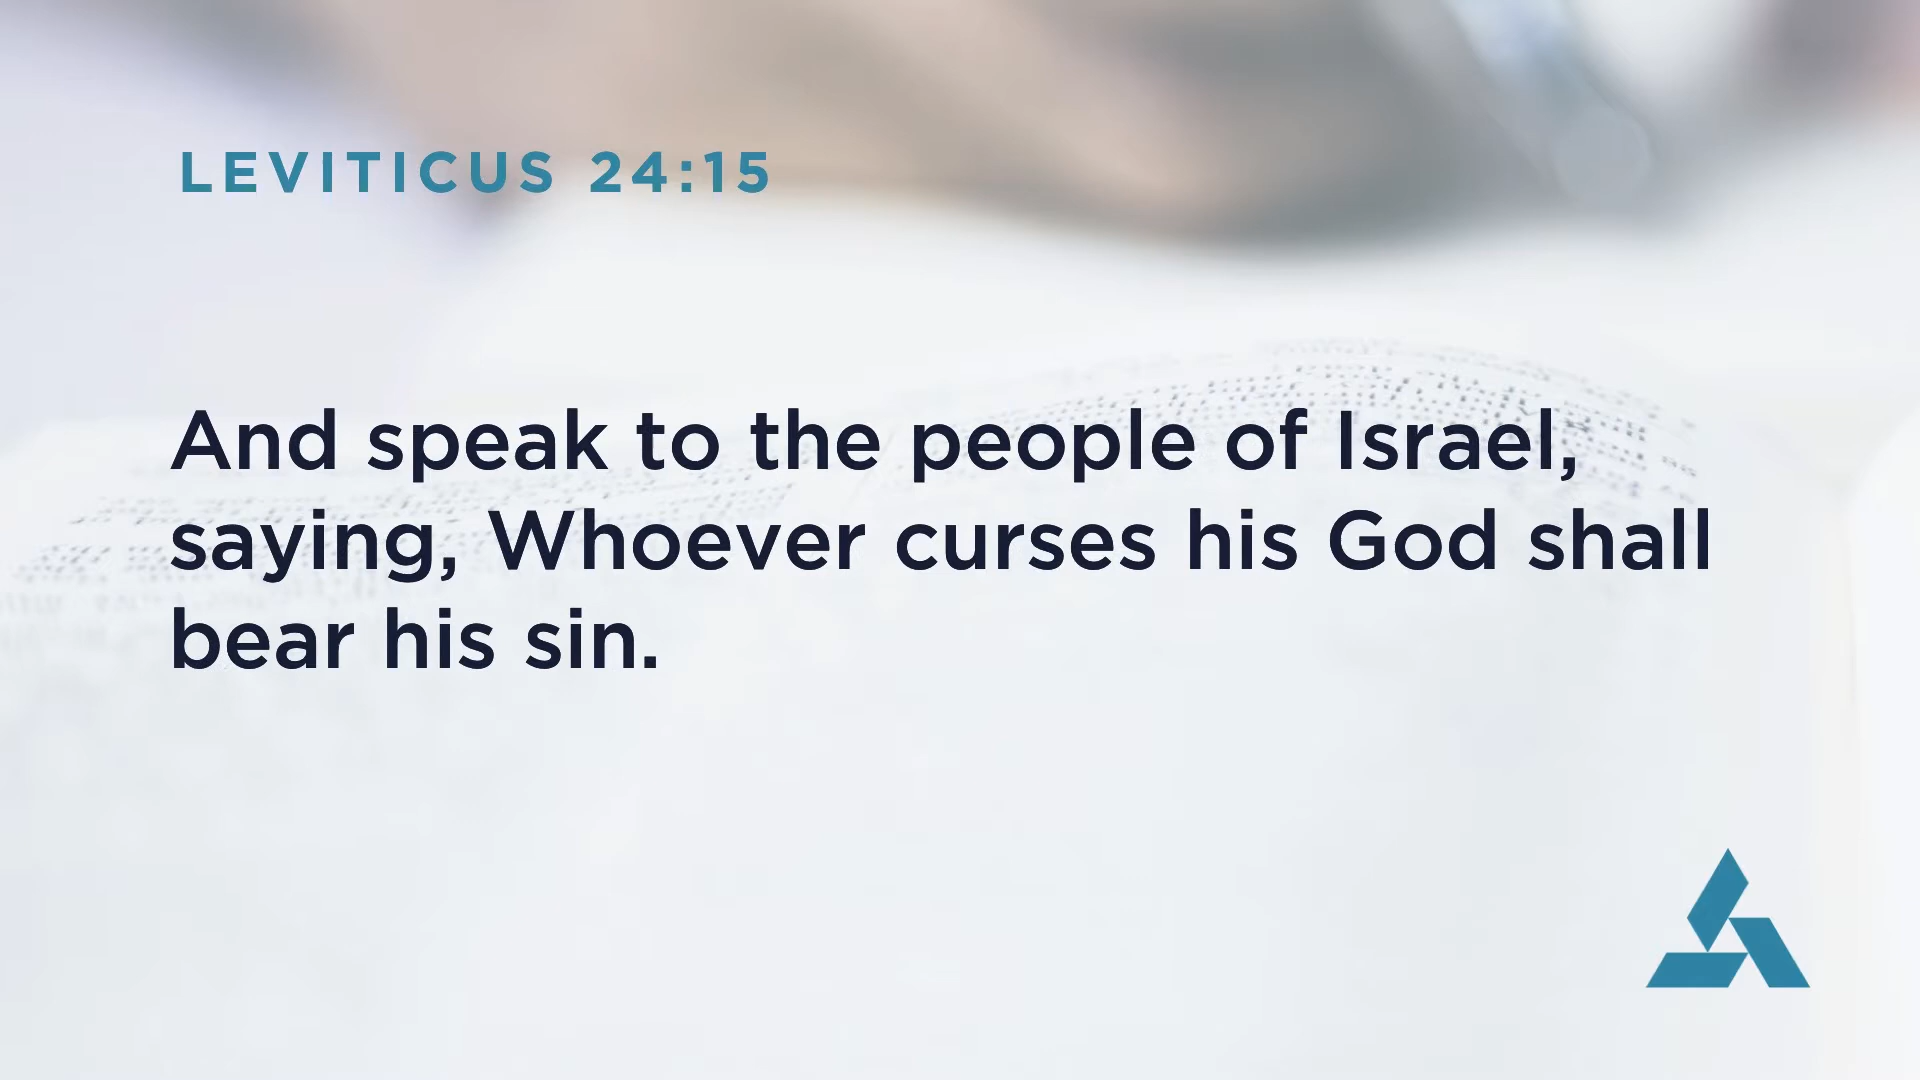 LEVITICUS 24:15
And speak to the people of Israel,
saying, Whoever curses his God shall
bear his sin.